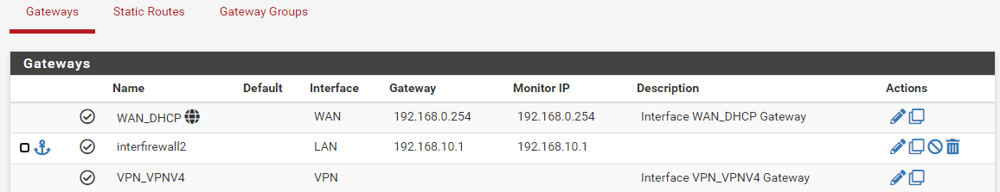 Gateways Static Routes Gateway Groups
Gateways
Name Default Interface Gateway Monitor IP Description Actions
WAN_DHCP WAN 192.168.0.254 192.168.0.254 Interface WAN_DHCP Gateway
interfirewall2 LAN 192.168.10.1 192.168.10.1
VPN_VPNV4 VPN Interface VPN_VPNV4 Gateway